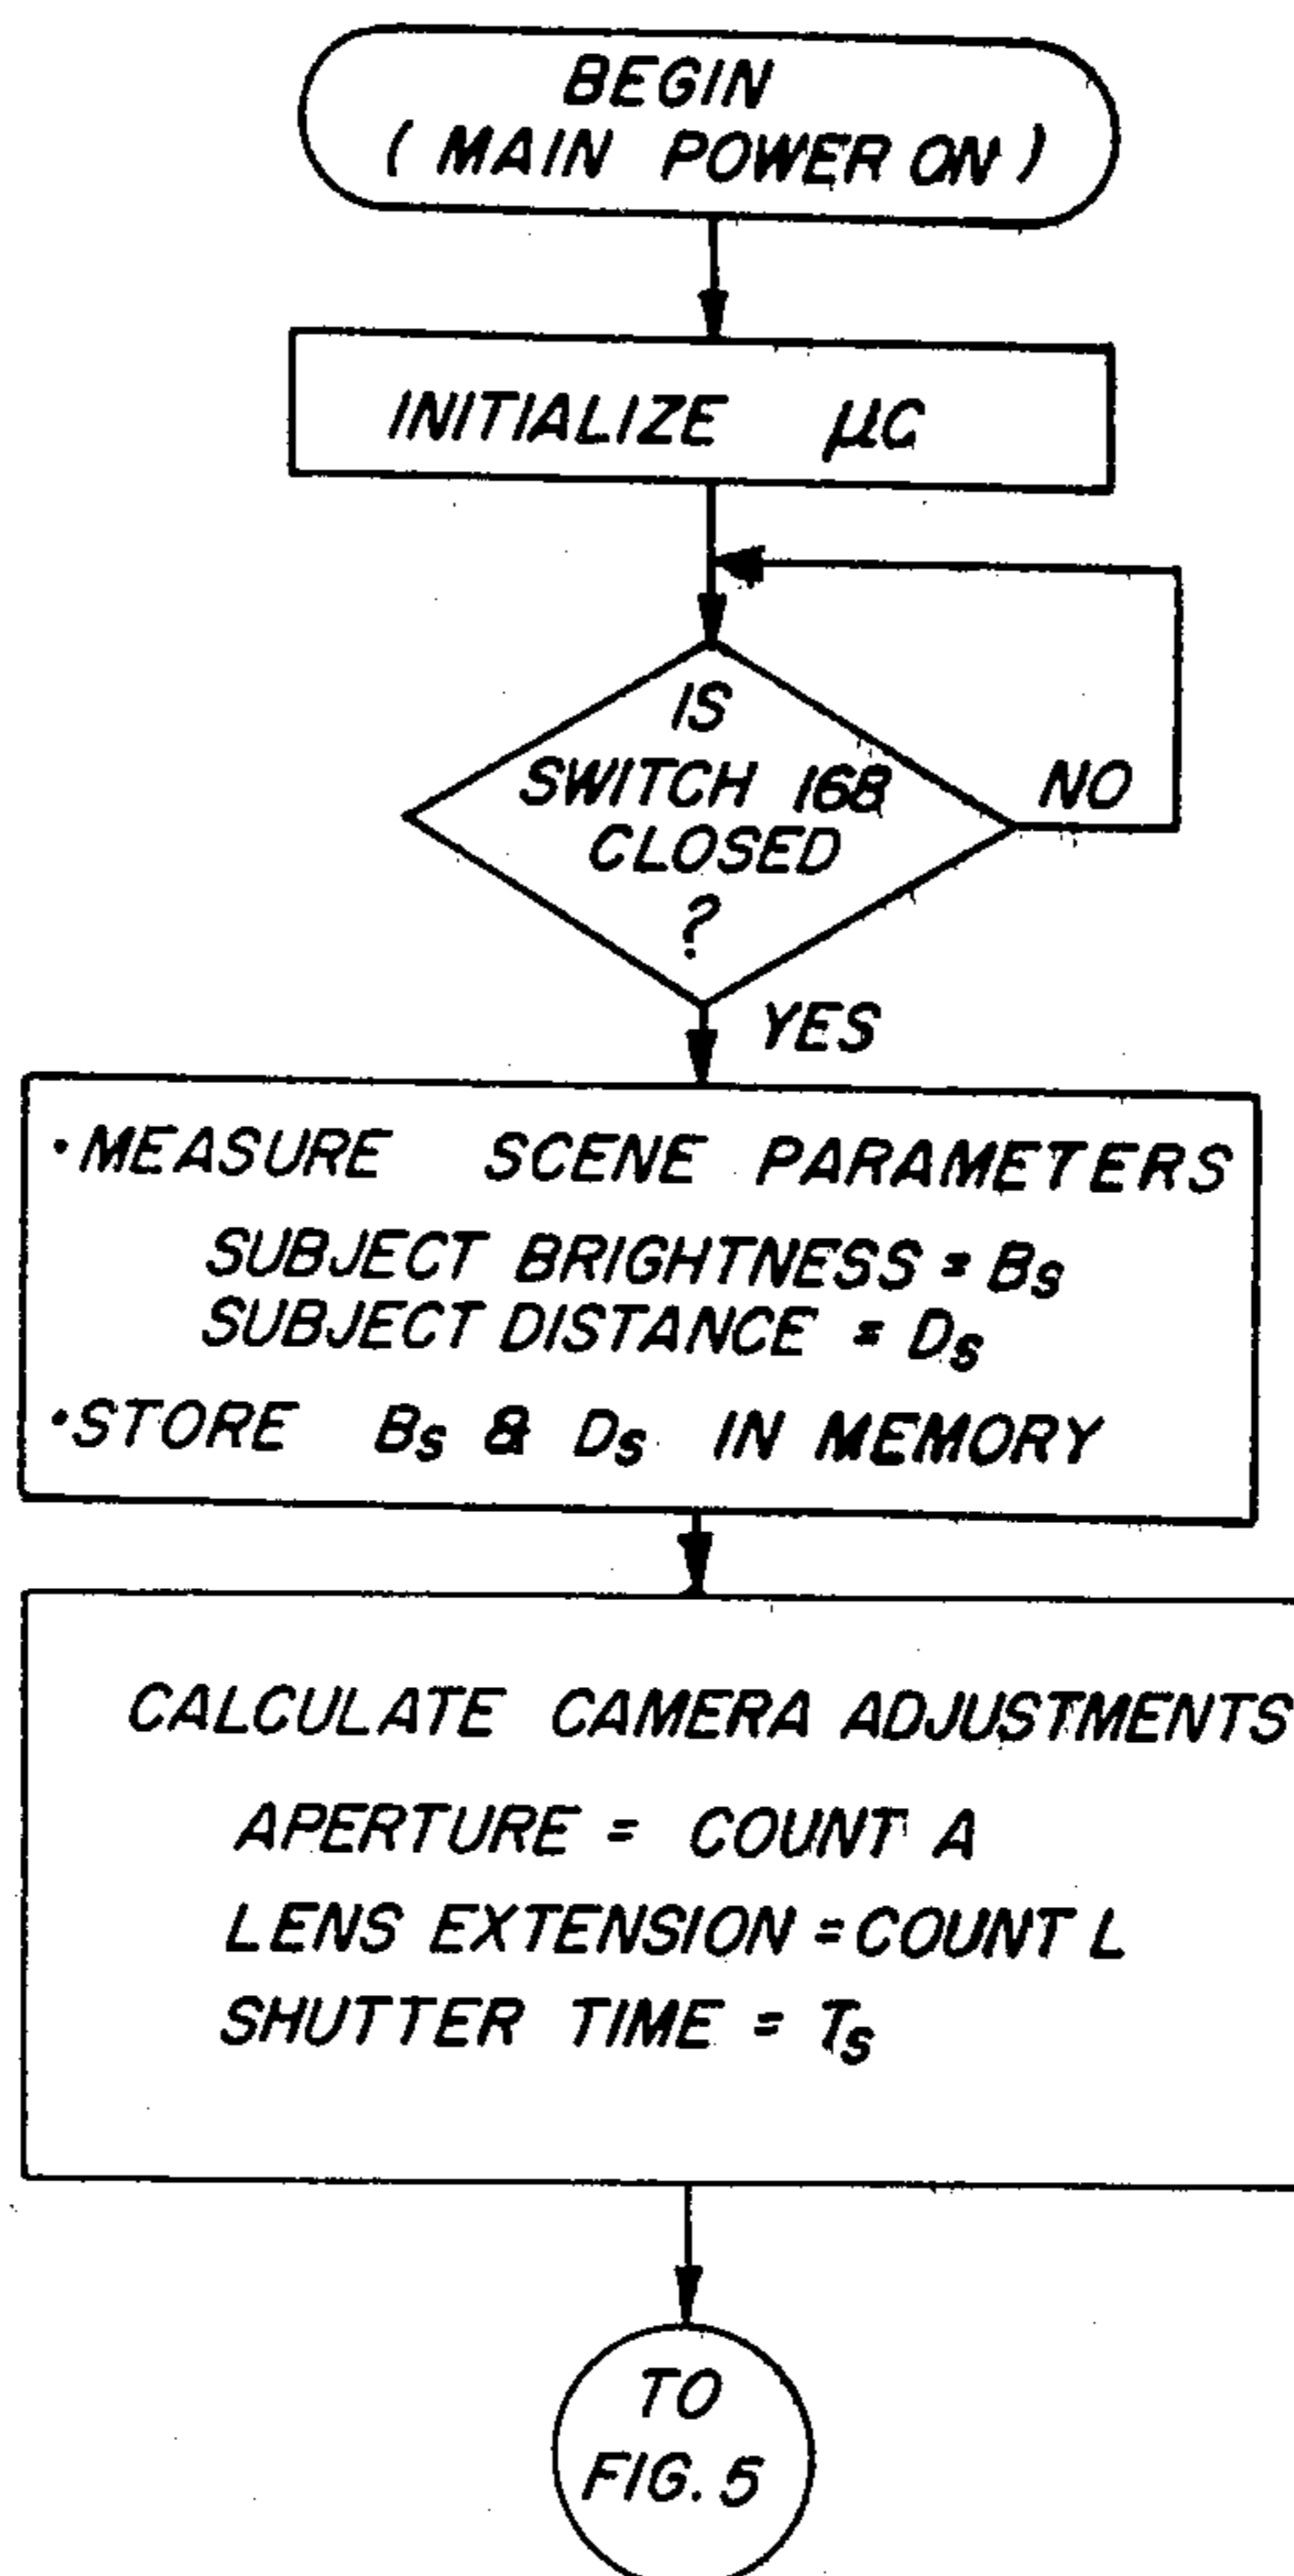 BEGIN
( MAIN POWER ON )
INITIALIZE μC
IS
SWITCH 168
CLOSED
?
NO
YES
•MEASURE SCENE PARAMETERS
SUBJECT BRIGHTNESS = Bs
SUBJECT DISTANCE = Ds
•STORE Bs & Ds IN MEMORY
CALCULATE CAMERA ADJUSTMENTS
APERTURE = COUNT A
LENS EXTENSION = COUNT L
SHUTTER TIME = Ts
TO
FIG. 5